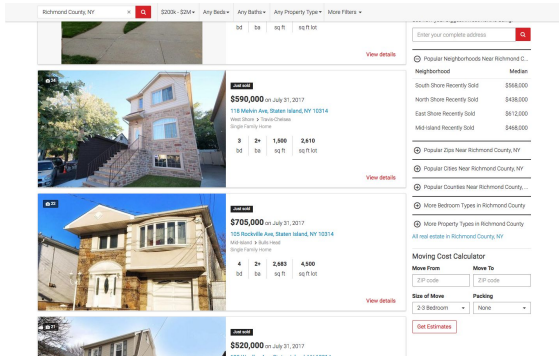 Richmond County, NY ×
$200k - $2M
Any Beds
Any Baths
Any Property Type
More Filters
bd ba sq ft sq ft lot
View details
24
Just sold
$590,000 on July 31, 2017
118 Melvin Ave, Staten Island, NY 10314
West Shore > Travis-Chelsea
Single Family Home
3 2+ 1,500 2,610
bd ba sq ft sq ft lot
View details
22
Just sold
$705,000 on July 31, 2017
105 Rockville Ave, Staten Island, NY 10314
Mid-Island > Bulls Head
Single Family Home
4 2+ 2,683 4,500
bd ba sq ft sq ft lot
View details
21
Just sold
$520,000 on July 31, 2017
Enter your complete address
Popular Neighborhoods Near Richmond C...
Neighborhood Median
South Shore Recently Sold $568,000
North Shore Recently Sold $438,000
East Shore Recently Sold $612,000
Mid-Island Recently Sold $468,000
Popular Zips Near Richmond County, NY
Popular Cities Near Richmond County, NY
Popular Counties Near Richmond County, ...
More Bedroom Types in Richmond County
More Property Types in Richmond County
All real estate in Richmond County, NY
Moving Cost Calculator
Move From Move To
ZIP code ZIP code
Size of Move Packing
2-3 Bedroom None
Get Estimates